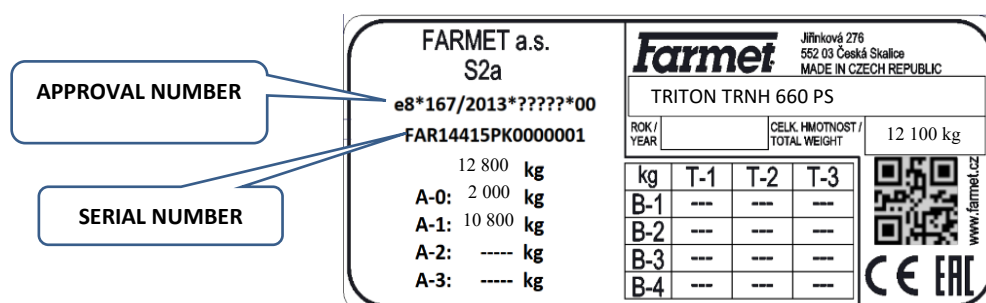 APPROVAL NUMBER
SERIAL NUMBER
FARMET a.s.
S2a
e8*167/2013*?????*00
FAR14415PK0000001
12 800 kg
A-0: 2 000 kg
A-1: 10 800 kg
A-2: ----- kg
A-3: ----- kg
Farmet
Jiřinková 276
552 03 Česká Skalice
MADE IN CZECH REPUBLIC
TRITON TRNH 660 PS
ROK / YEAR
CELK. HMOTNOST / TOTAL WEIGHT
12 100 kg
kg T-1 T-2 T-3
B-1 --- --- ---
B-2 --- --- ---
B-3 --- --- ---
B-4 --- --- ---
www.farmet.cz
CE EAC